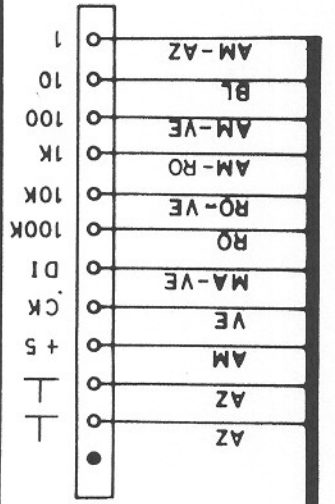 AZ
AZ
AM + 5
VE CK
MA-VE DI
RO 100K
RO-VE 10K
AM-RO 1K
AM-VE 100
BL 10
AM-AZ 1